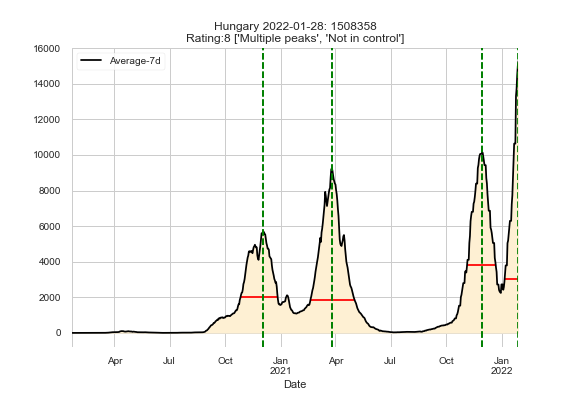 Hungary 2022-01-28: 1508358
Rating:8 ['Multiple peaks', 'Not in control']
16000
Average-7d
14000
12000
10000
8000
6000
4000
2000
0
Apr Jul Oct Jan Apr Jul Oct Jan
2021 2022
Date